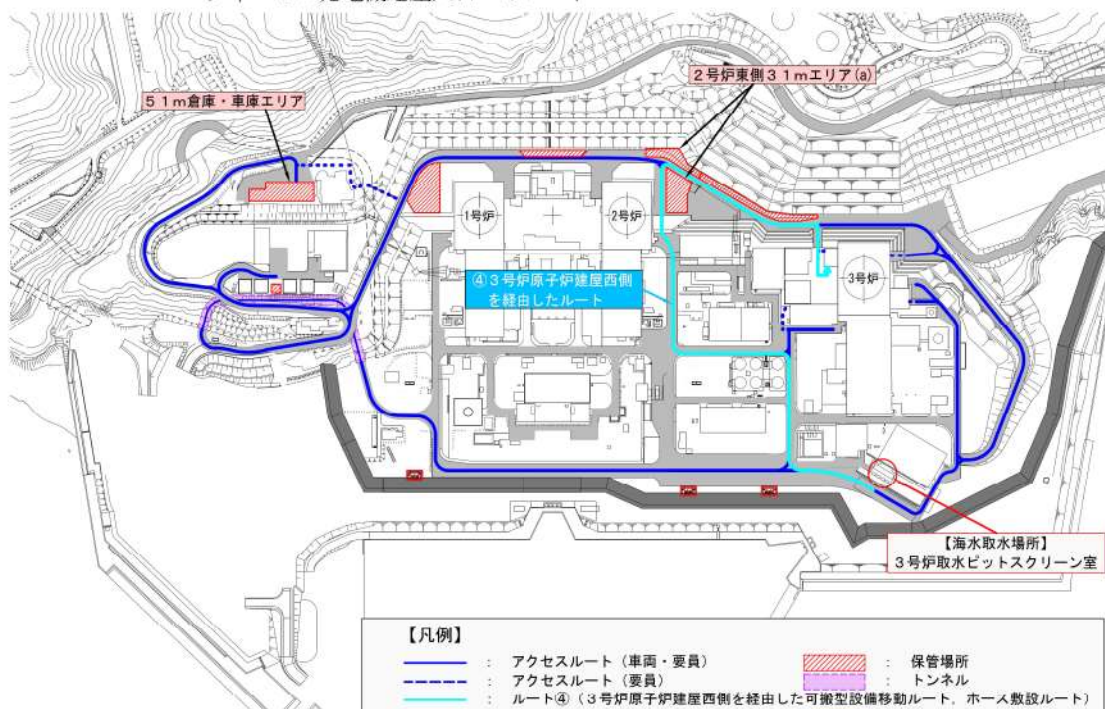 51m倉庫・車庫エリア
2号炉東側31mエリア(a)
1号炉
2号炉
3号炉
④3号炉原子炉建屋西側
を経由したルート
【海水取水場所】
3号炉取水ピットスクリーン室
【凡例】
: アクセスルート（車両・要員）
: 保管場所
: アクセスルート（要員）
: トンネル
: ルート④（3号炉原子炉建屋西側を経由した可搬型設備移動ルート，ホース敷設ルート）